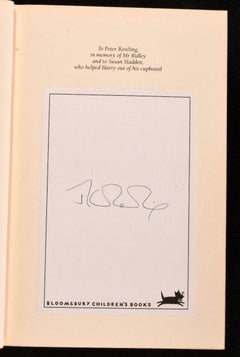 To Peter Rowling,
in memory of Mr Ridley
and to Susan Sladden,
who helped Harry out of his cupboard
BLOOMSBURY CHILDREN'S BOOKS